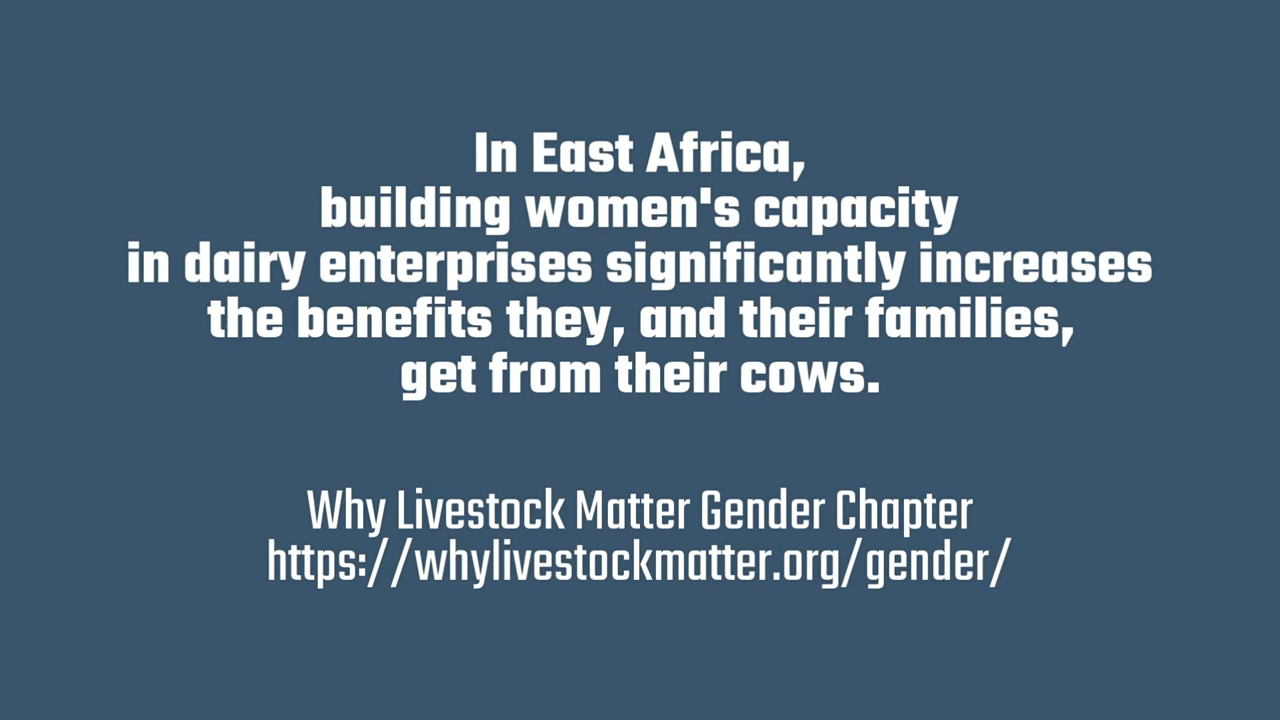 In East Africa,
building women's capacity
in dairy enterprises significantly increases
the benefits they, and their families,
get from their cows.
Why Livestock Matter Gender Chapter
https://whylivestockmatter.org/gender/